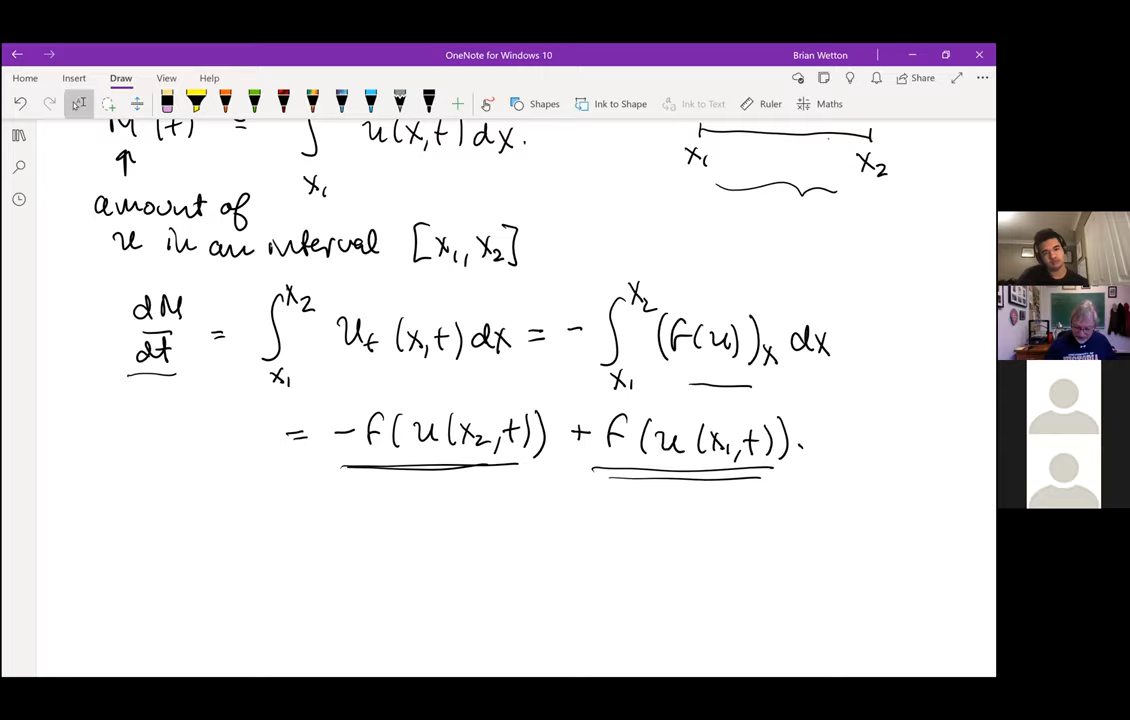 OneNote for Windows 10
Brian Wetton
Home Insert Draw View Help
Share
Shapes
Ink to Shape
Ink to Text
Ruler
Maths
M(t) = ∫_{x₁} u(x,t) dx.
x₁ x₂
↑
amount of
u in an interval [x₁, x₂]
dM/dt = ∫_{x₁}^{x₂} u_t (x,t) dx = - ∫_{x₁}^{x₂} (f(u))_x dx
= -f(u(x₂,t)) + f(u(x₁,t)).